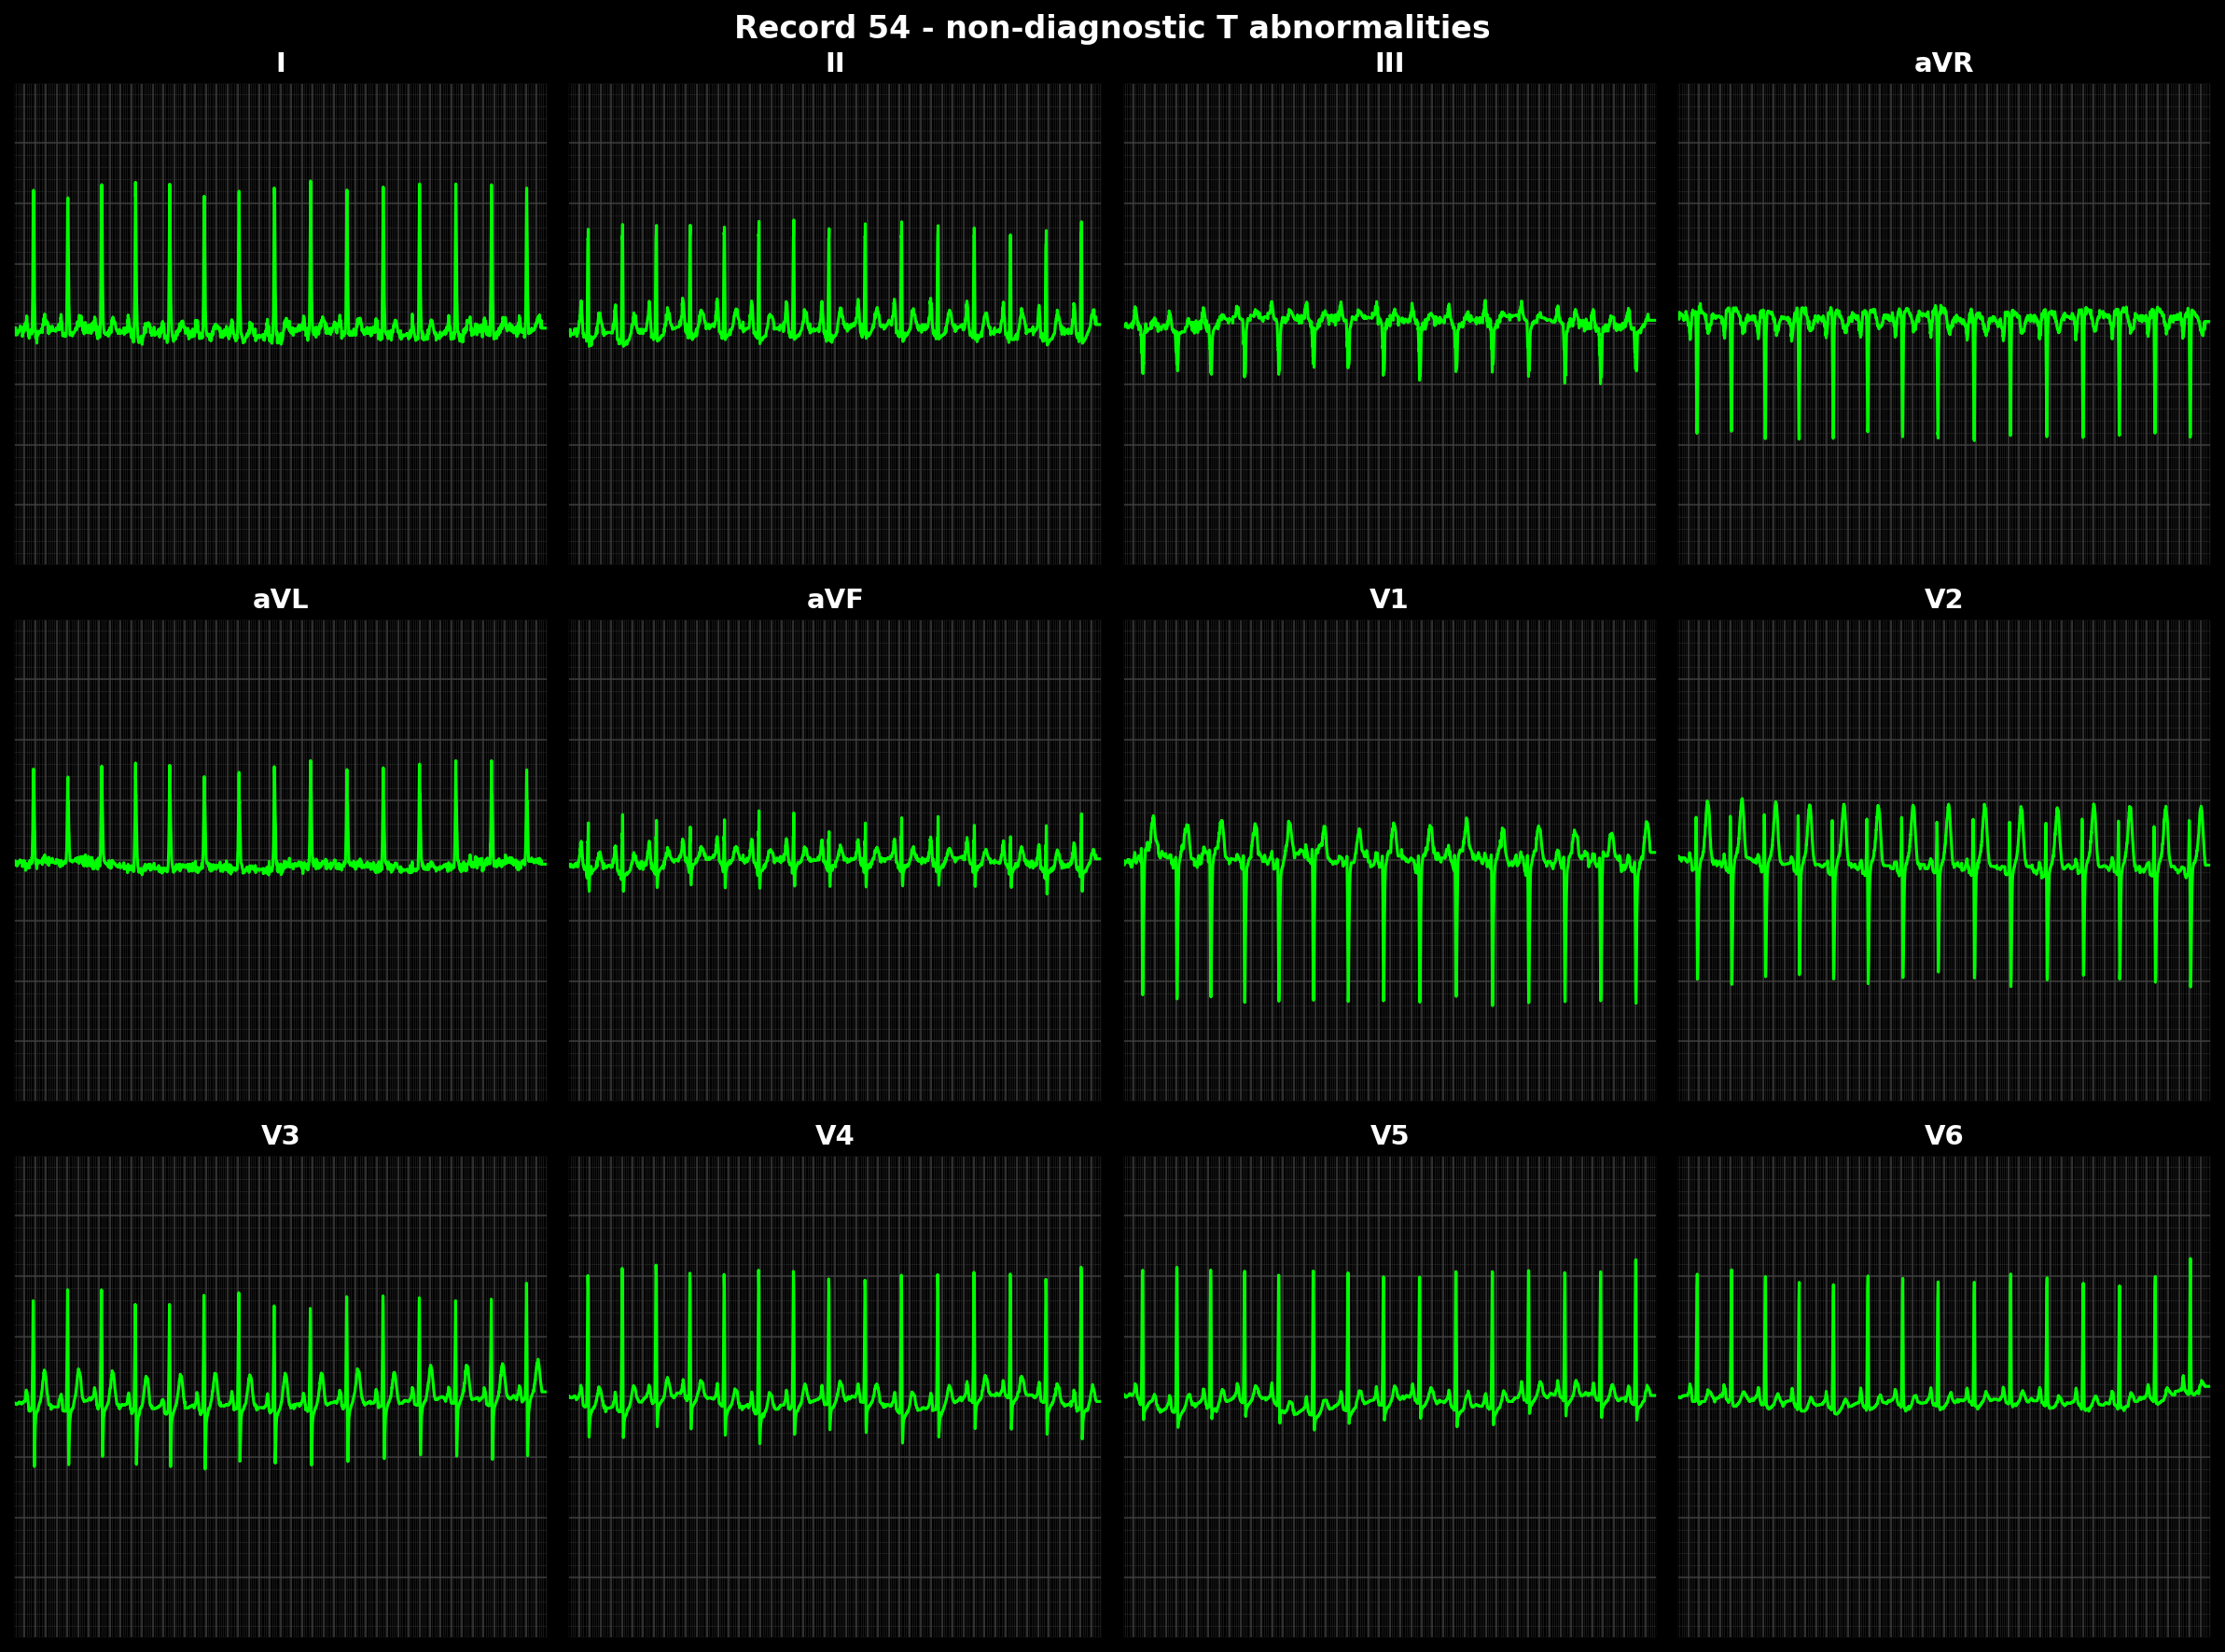 Record 54 - non-diagnostic T abnormalities
I
II
III
aVR
aVL
aVF
V1
V2
V3
V4
V5
V6